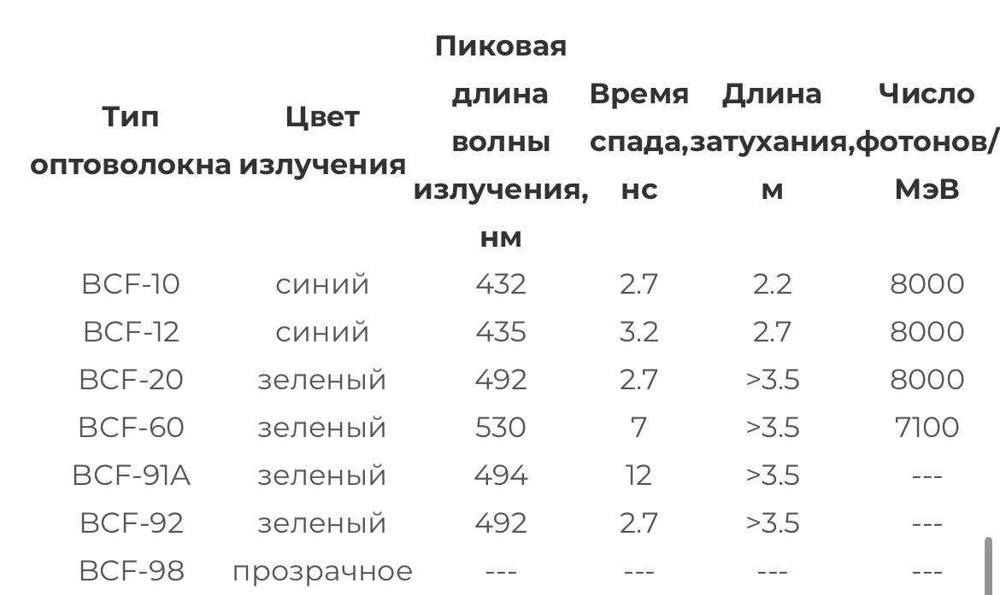 Пиковая
длина Время Длина Число
Тип Цвет
волны спада, затухания, фотонов/
оптоволокна излучения
излучения, нс м МэВ
нм
BCF-10 синий 432 2.7 2.2 8000
BCF-12 синий 435 3.2 2.7 8000
BCF-20 зеленый 492 2.7 >3.5 8000
BCF-60 зеленый 530 7 >3.5 7100
BCF-91A зеленый 494 12 >3.5 ---
BCF-92 зеленый 492 2.7 >3.5 ---
BCF-98 прозрачное --- --- --- ---